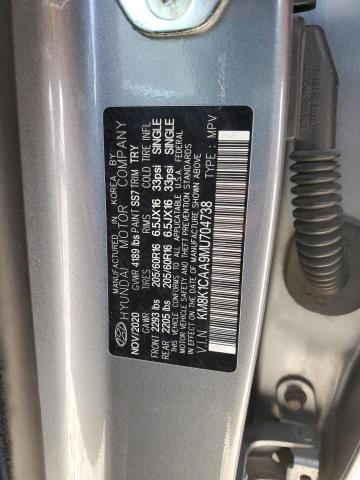 MANUFACTURED IN KOREA BY
HYUNDAI MOTOR COMPANY
NOV/2020 GVWR 4189 lbs PAINT SS7 TRIM TRY
GAWR TIRES RIMS COLD TIRE INFL
FRONT 2293 lbs 205/60R16 6.5JX16 33psi SINGLE
REAR 2205 lbs 205/60R16 6.5JX16 33psi SINGLE
THIS VEHICLE CONFORMS TO ALL APPLICABLE U.S.A. FEDERAL
MOTOR VEHICLE SAFETY AND THEFT PREVENTION STANDARDS
IN EFFECT ON THE DATE OF MANUFACTURE SHOWN ABOVE
V.I.N : KM8K1CAA9MU704738 TYPE : MPV